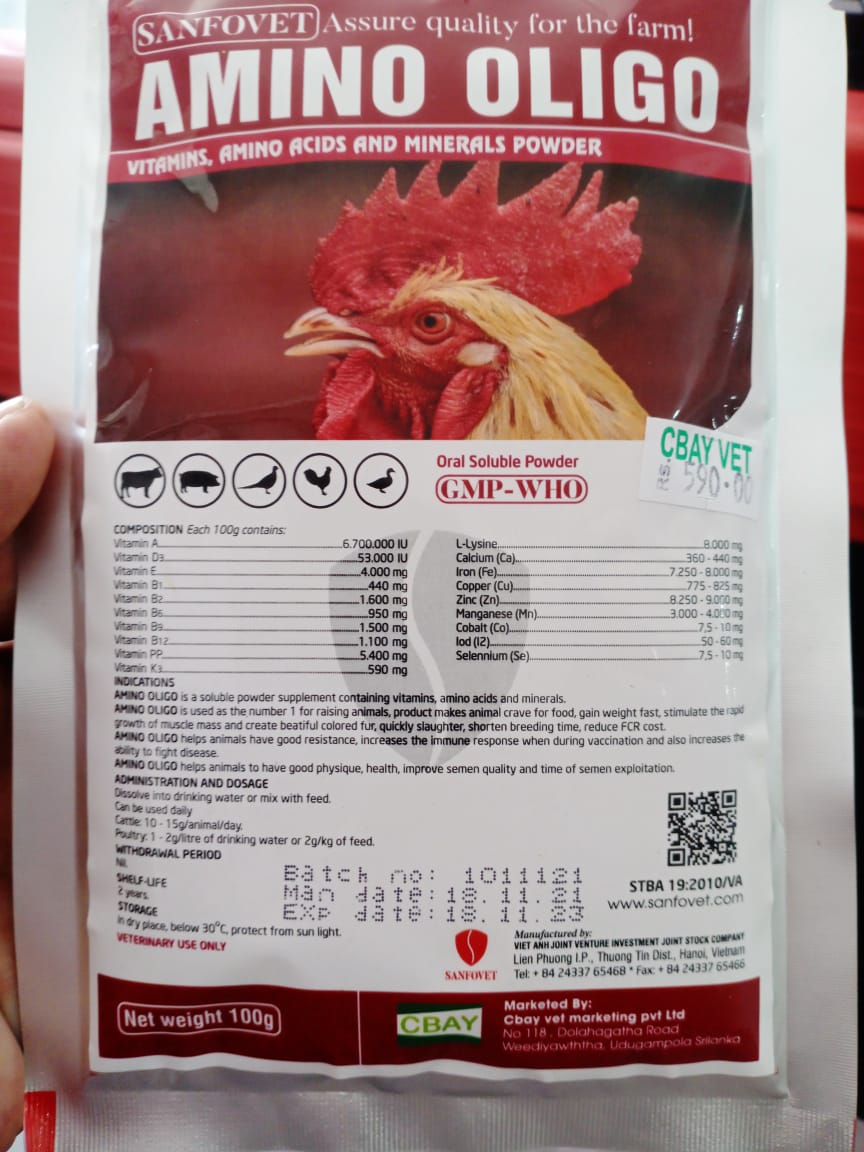 SANFOVET Assure quality for the farm!
AMINO OLIGO
VITAMINS, AMINO ACIDS AND MINERALS POWDER
Oral Soluble Powder
GMP-WHO
CBAY VET
RS. 590.00
COMPOSITION Each 100g contains:
Vitamin A 6.700.000 IU
Vitamin D3 53.000 IU
Vitamin E 4.000 mg
Vitamin B1 440 mg
Vitamin B2 1.600 mg
Vitamin B6 950 mg
Vitamin B9 1.500 mg
Vitamin B12 1.100 mg
Vitamin PP 5.400 mg
Vitamin K3 590 mg
L-Lysine 8.000 mg
Calcium (Ca) 360 - 440 mg
Iron (Fe) 7.250 - 8.000 mg
Copper (Cu) 775 - 825 mg
Zinc (Zn) 8.250 - 9.000 mg
Manganese (Mn) 3.000 - 4.000 mg
Cobalt (Co) 7,5 - 10 mg
Iod (I2) 50 - 60 mg
Selennium (Se) 7,5 - 10 mg
INDICATIONS
AMINO OLIGO is a soluble powder supplement containing vitamins, amino acids and minerals.
AMINO OLIGO is used as the number 1 for raising animals, product makes animal crave for food, gain weight fast, stimulate the rapid
growth of muscle mass and create beatiful colored fur, quickly slaughter, shorten breeding time, reduce FCR cost.
AMINO OLIGO helps animals have good resistance, increases the immune response when during vaccination and also increases the
ability to fight disease.
AMINO OLIGO helps animals to have good physique, health, improve semen quality and time of semen exploitation.
ADMINISTRATION AND DOSAGE
Dissolve into drinking water or mix with feed.
Can be used daily
Cattle: 10 - 15g/animal/day.
Poultry: 1 - 2g/litre of drinking water or 2g/kg of feed.
WITHDRAWAL PERIOD
Nil.
SHELF-LIFE
2 years.
STORAGE
In dry place, below 30°C, protect from sun light.
VETERINARY USE ONLY
Batch no: 1011121
Man date: 18. 11. 21
EXP date: 18. 11. 23
STBA 19:2010/VA
www.sanfovet.com
SANFOVET
Manufactured by:
VIET ANH JOINT VENTURE INVESTMENT JOINT STOCK COMPANY
Lien Phuong I.P., Thuong Tin Dist., Hanoi, Vietnam
Tel: + 84 24337 65468 * Fax: + 84 24337 65466
Net weight 100g
CBAY
Marketed By:
Cbay vet marketing pvt Ltd
No 118, Dolahagatha Road
Weediyawththa, Udugampola Srilanka